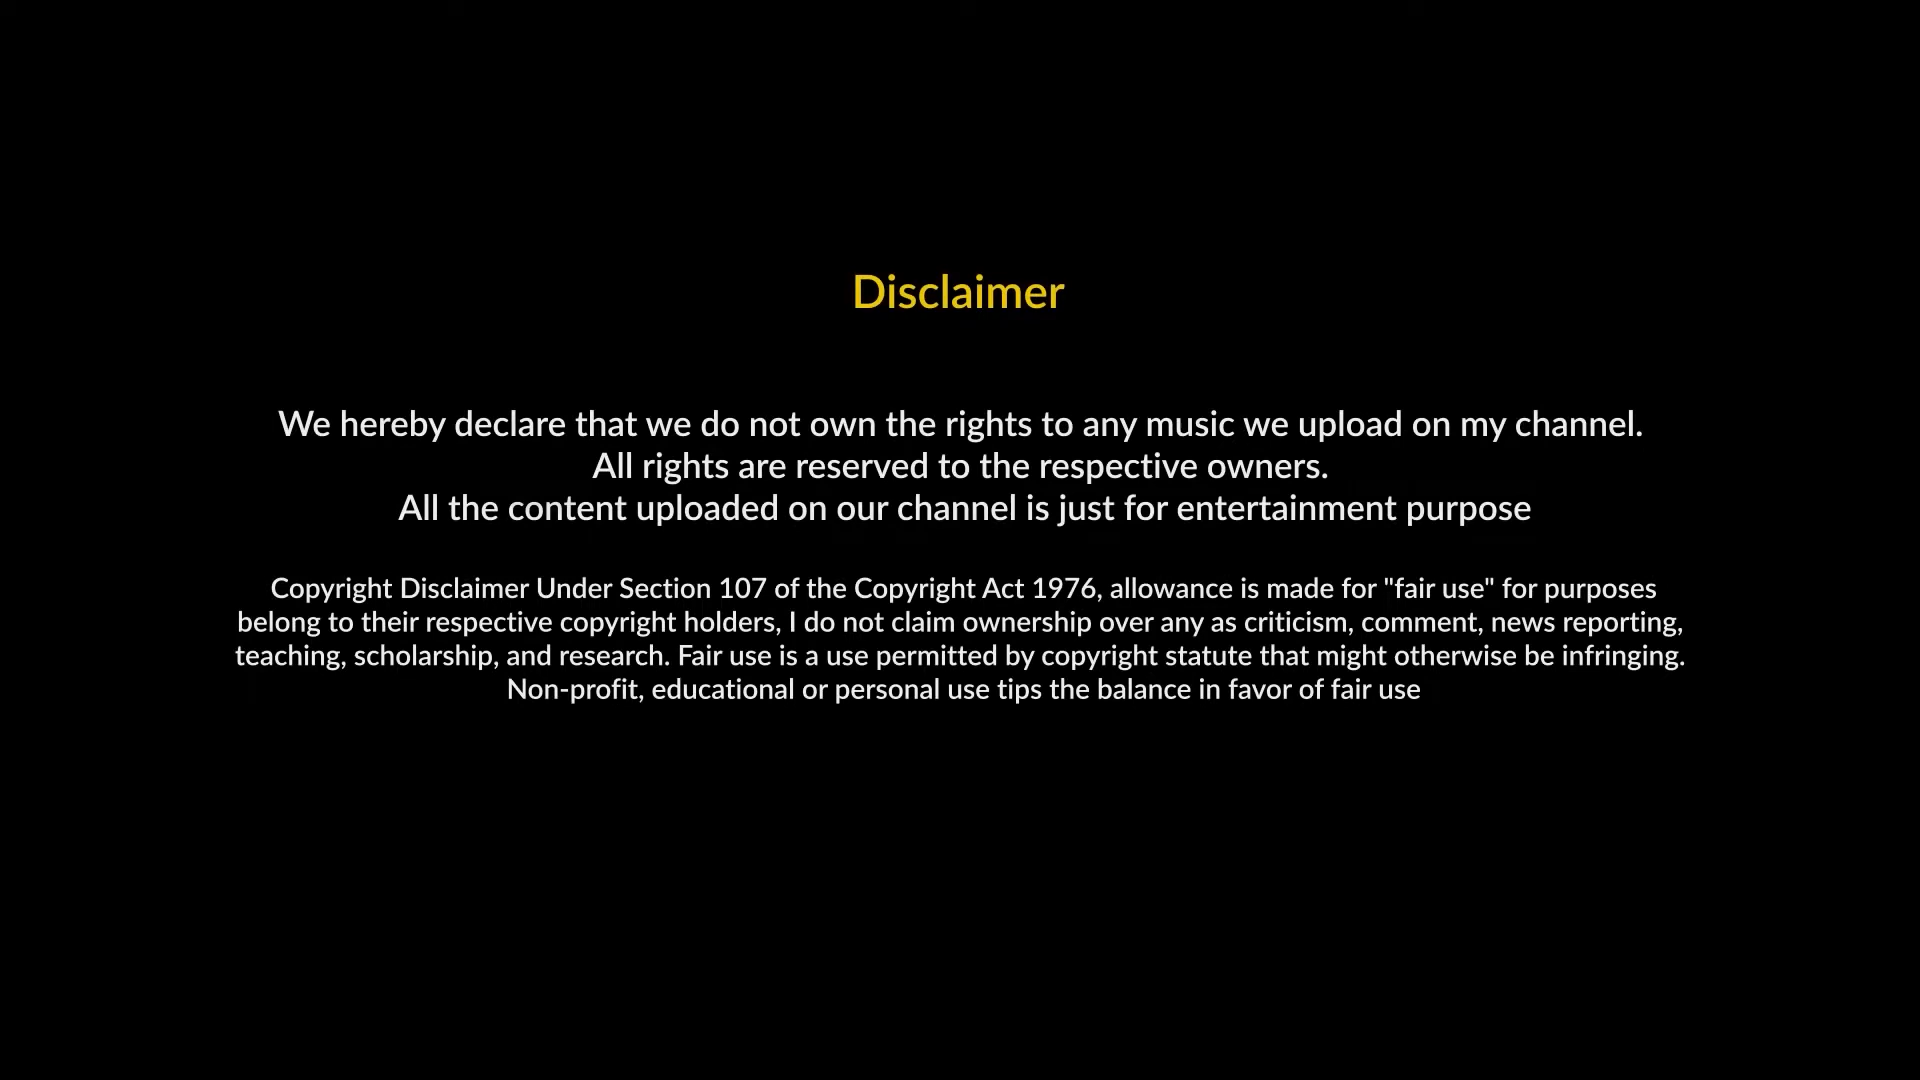 Disclaimer
We hereby declare that we do not own the rights to any music we upload on my channel.
All rights are reserved to the respective owners.
All the content uploaded on our channel is just for entertainment purpose
Copyright Disclaimer Under Section 107 of the Copyright Act 1976, allowance is made for "fair use" for purposes
belong to their respective copyright holders, I do not claim ownership over any as criticism, comment, news reporting,
teaching, scholarship, and research. Fair use is a use permitted by copyright statute that might otherwise be infringing.
Non-profit, educational or personal use tips the balance in favor of fair use